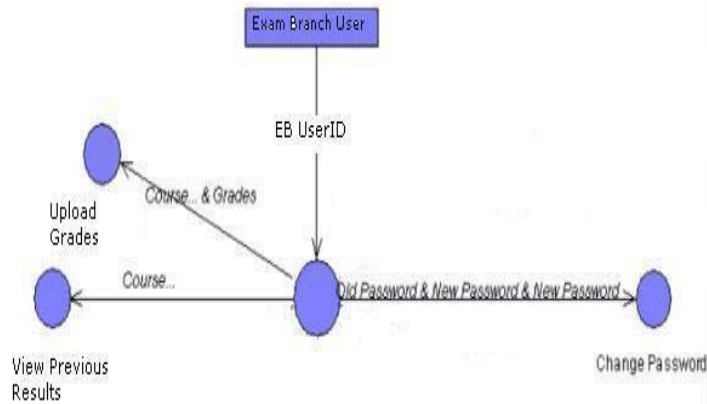 Exam Branch User
EB UserID
Course... & Grades
Upload
Grades
Course...
Old Password & New Password & New Password
View Previous
Results
Change Password